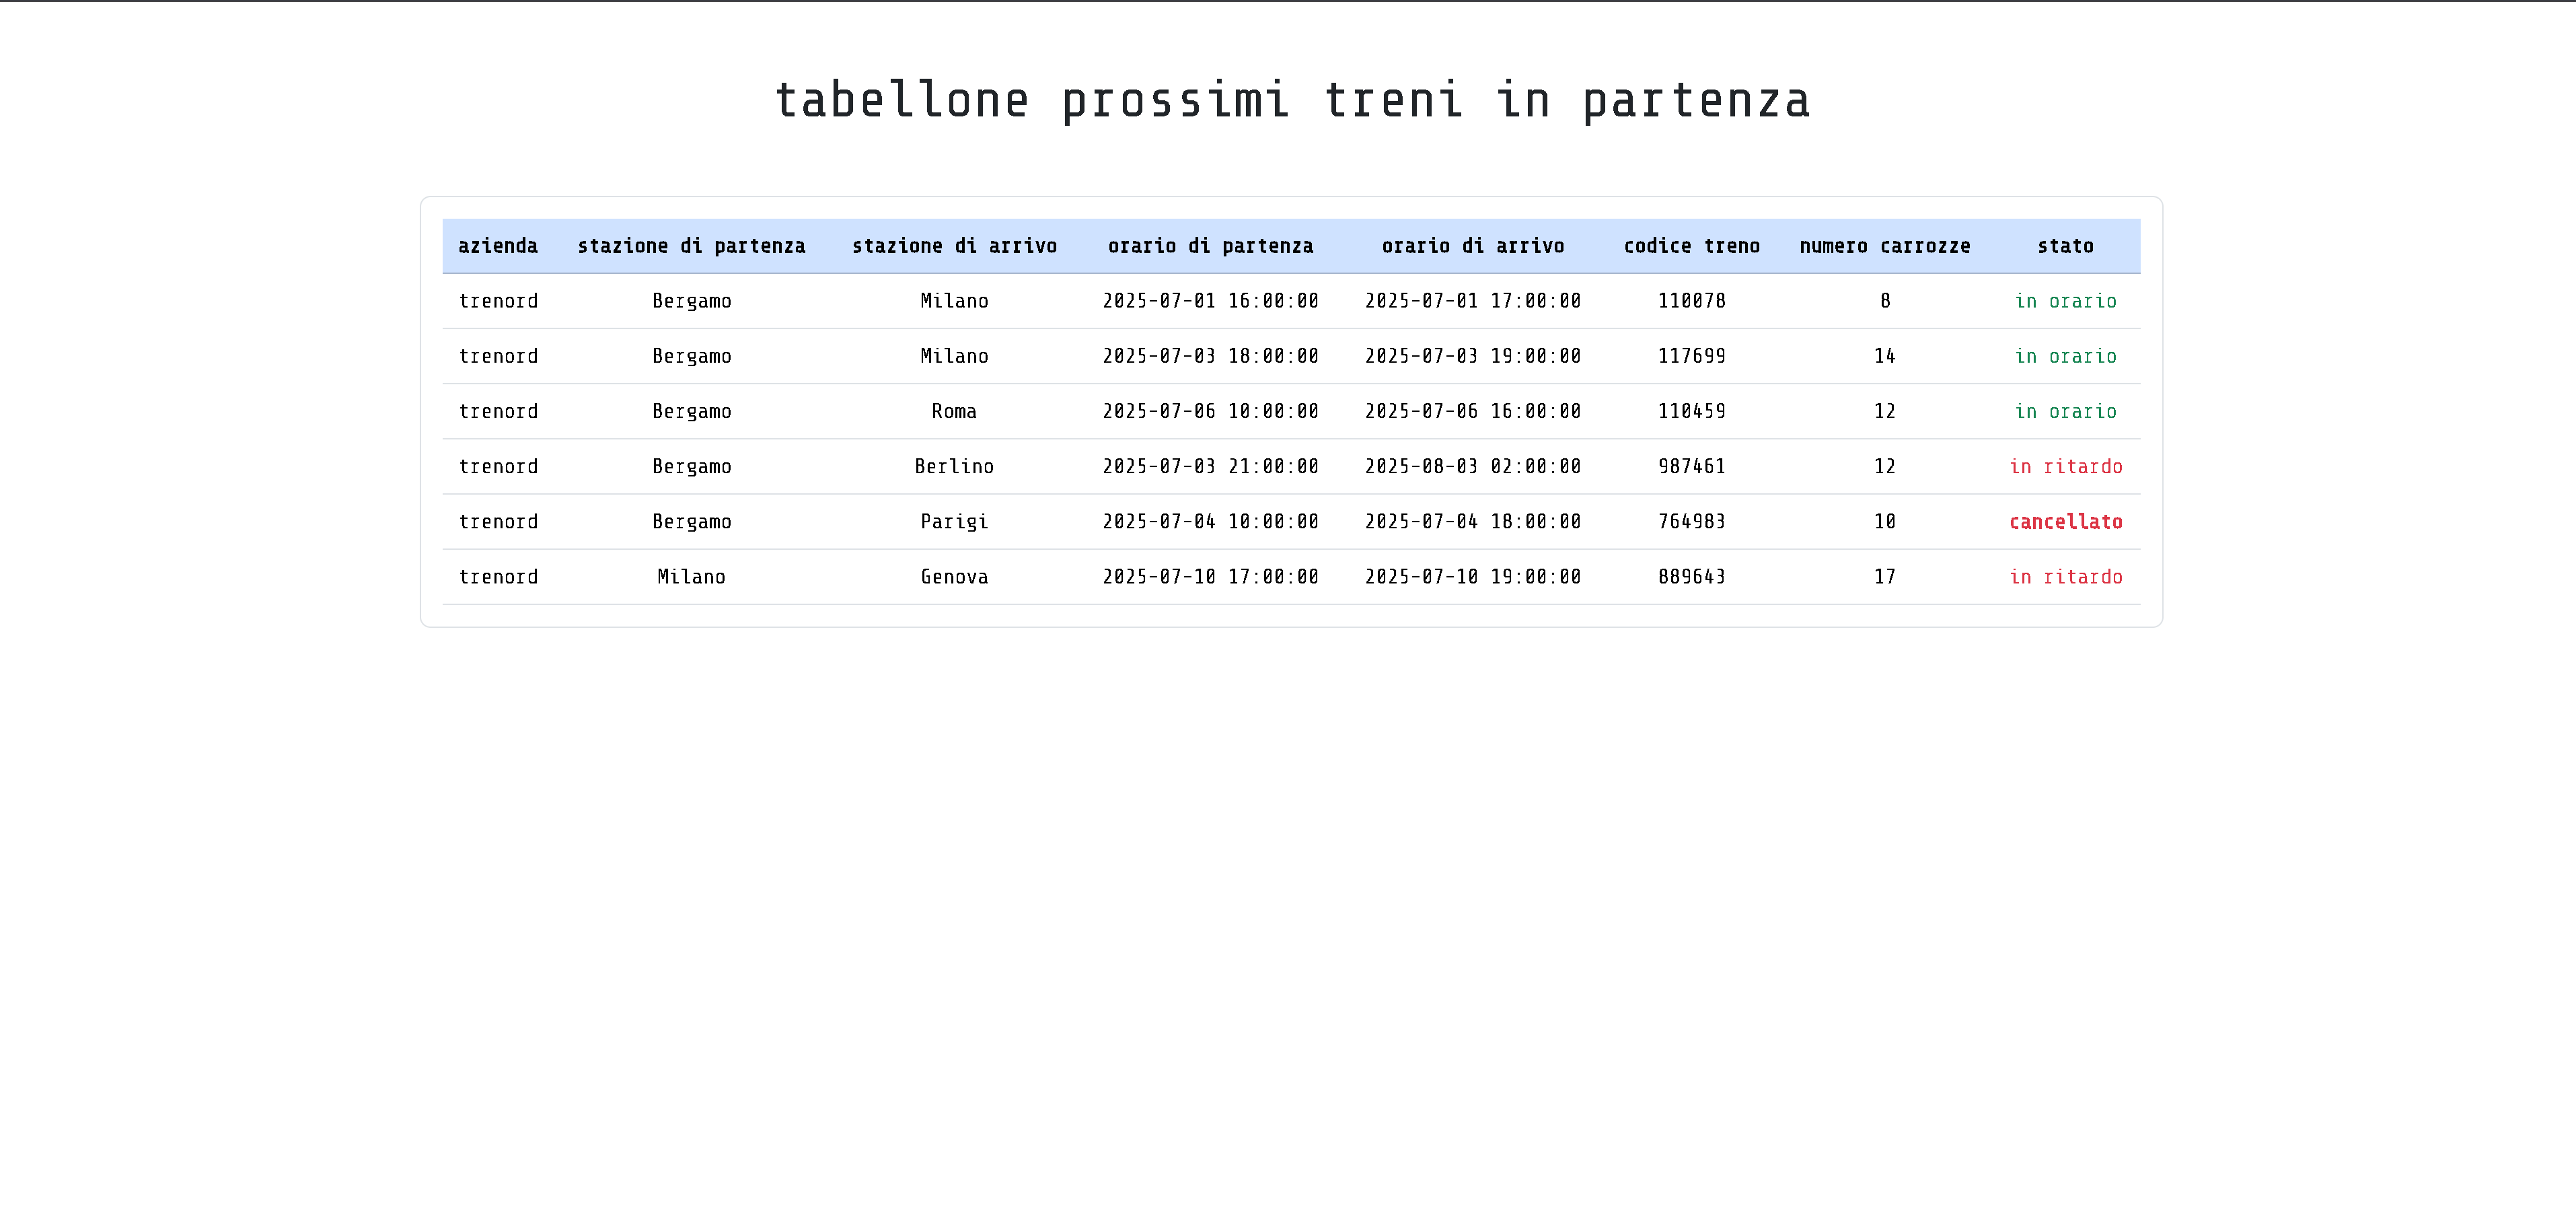 tabellone prossimi treni in partenza
azienda stazione di partenza stazione di arrivo orario di partenza orario di arrivo codice treno numero carrozze stato
trenord Bergamo Milano 2025-07-01 16:00:00 2025-07-01 17:00:00 110078 8 in orario
trenord Bergamo Milano 2025-07-03 18:00:00 2025-07-03 19:00:00 117699 14 in orario
trenord Bergamo Roma 2025-07-06 10:00:00 2025-07-06 16:00:00 110459 12 in orario
trenord Bergamo Berlino 2025-07-03 21:00:00 2025-08-03 02:00:00 987461 12 in ritardo
trenord Bergamo Parigi 2025-07-04 10:00:00 2025-07-04 18:00:00 764983 10 cancellato
trenord Milano Genova 2025-07-10 17:00:00 2025-07-10 19:00:00 889643 17 in ritardo